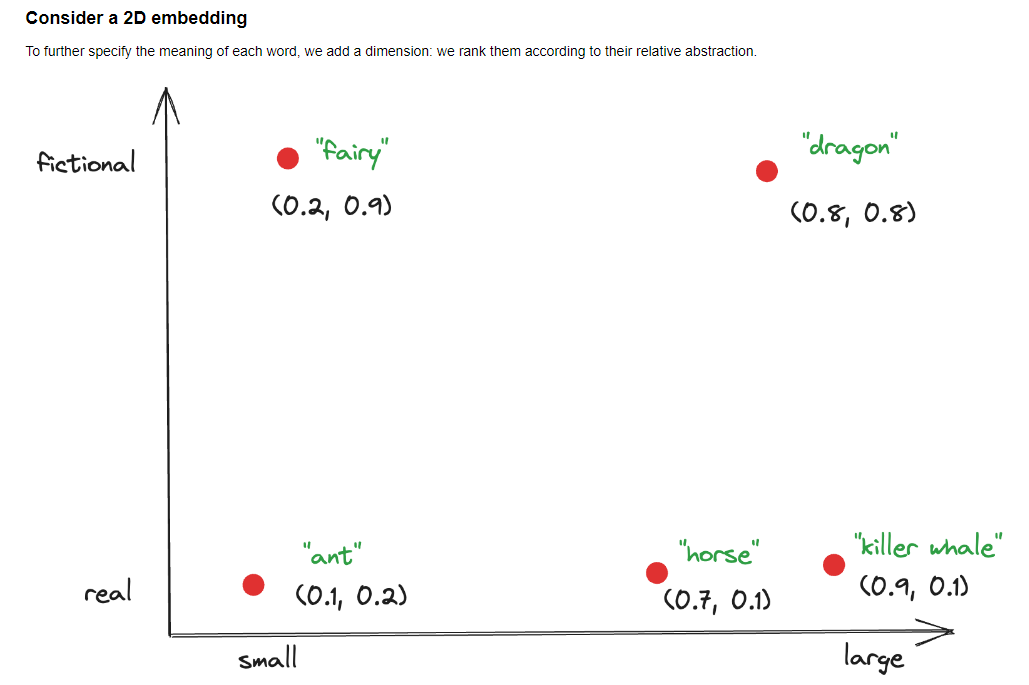 Consider a 2D embedding
To further specify the meaning of each word, we add a dimension: we rank them according to their relative abstraction.
fictional
"fairy"
(0.2, 0.9)
"dragon"
(0.8, 0.8)
real
"ant"
(0.1, 0.2)
"horse"
(0.7, 0.1)
"killer whale"
(0.9, 0.1)
small
large